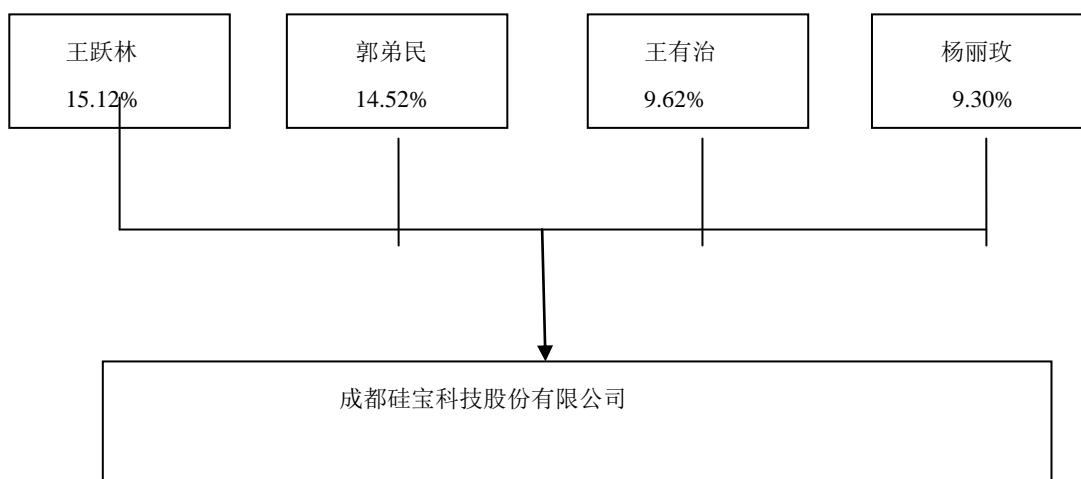 王跃林
15.12%
郭弟民
14.52%
王有治
9.62%
杨丽玫
9.30%
成都硅宝科技股份有限公司